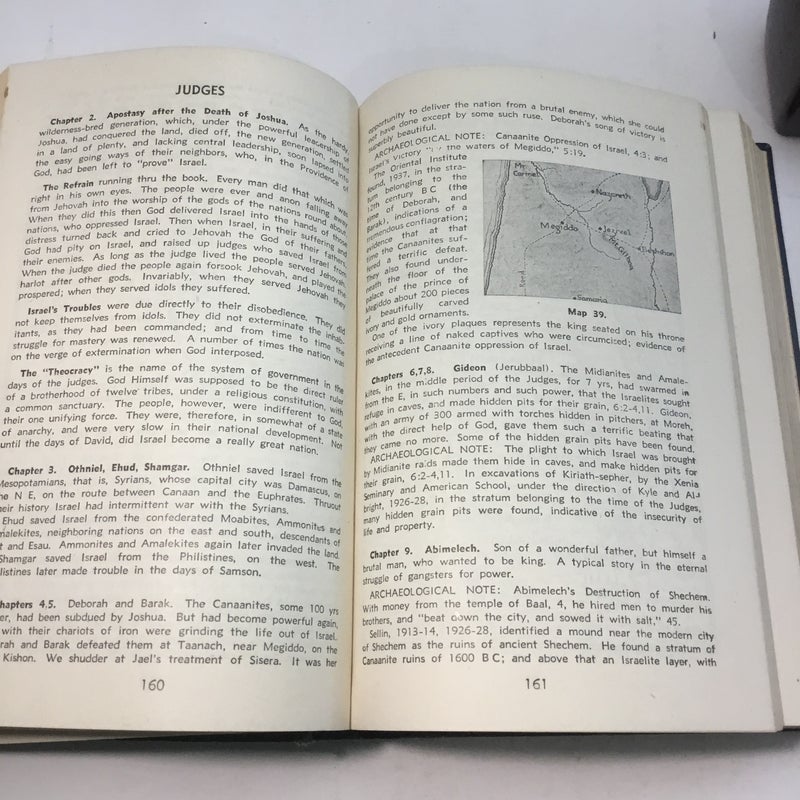 JUDGES
Chapter 2. Apostasy after the Death of Joshua. As the hardy,
wilderness-bred generation, which, under the powerful leadership of
Joshua, had conquered the land, died off, the new generation, settled
in a land of plenty, and lacking central leadership, soon lapsed into
the easy going ways of their neighbors, who, in the Providence of
God, had been left to "prove" Israel.
The Refrain running thru the book. Every man did that which was
right in his own eyes. The people were ever and anon falling away
from Jehovah into the worship of the gods of the nations round about.
When they did this then God delivered Israel into the hands of those
nations, who oppressed Israel. Then when Israel, in their suffering and
distress turned back and cried to Jehovah the God of their fathers,
God had pity on Israel, and raised up judges who saved Israel from
their enemies. As long as the judge lived the people served Jehovah.
When the judge died the people again forsook Jehovah, and played the
harlot after other gods. Invariably, when they served Jehovah they
prospered; when they served idols they suffered.
Israel's Troubles were due directly to their disobedience. They did
not keep themselves from idols. They did not exterminate the inhab-
itants, as they had been commanded; and from time to time the
struggle for mastery was renewed. A number of times the nation was
on the verge of extermination when God interposed.
The "Theocracy" is the name of the system of government in the
days of the judges. God Himself was supposed to be the direct ruler
of a brotherhood of twelve tribes, under a religious constitution, with
a common sanctuary. The people, however, were indifferent to God,
their one unifying force. They were, therefore, in somewhat of a state
of anarchy, and were very slow in their national development. Not
until the days of David, did Israel become a really great nation.
Chapter 3. Othniel, Ehud, Shamgar. Othniel saved Israel from the
Mesopotamians, that is, Syrians, whose capital city was Damascus, on
he N E, on the route between Canaan and the Euphrates. Thruout
heir history Israel had intermittent war with the Syrians.
Ehud saved Israel from the confederated Moabites, Ammonites and
malekites, neighboring nations on the east and south, descendants of
t and Esau. Ammonites and Amalekites again later invaded the land.
Shamgar saved Israel from the Philistines, on the west. The
listines later made trouble in the days of Samson.
hapters 4,5. Deborah and Barak. The Canaanites, some 100 yrs
er, had been subdued by Joshua. But had become powerful again,
with their chariots of iron were grinding the life out of Israel.
rah and Barak defeated them at Taanach, near Megiddo, on the
Kishon. We shudder at Jael's treatment of Sisera. It was her
160
opportunity to deliver the nation from a brutal enemy, which she could
not have done except by some such ruse. Deborah's song of victory is
superbly beautiful.
ARCHAEOLOGICAL NOTE: Canaanite Oppression of Israel, 4:3; and
Israel's victory the waters of Megiddo," 5:19.
The Oriental Institute
found, 1937, in the stra-
tum belonging to the
12th century B C (the
time of Deborah, and
Barak), indications of a
tremendous conflagration;
evidence that at that
time the Canaanites suf-
fered a terrific defeat.
They also found under-
neath the floor of the
palace of the prince of
Megiddo about 200 pieces
of beautifully carved
ivory and gold ornaments.
Mt. Carmel
Nazareth
Megiddo
Jezreel
Bethshan
Samaria
Map 39.
One of the ivory plaques represents the king seated on his throne
receiving a line of naked captives who were circumcised; evidence of
the antecedent Canaanite oppression of Israel.
Chapters 6,7,8. Gideon (Jerubbaal). The Midianites and Amale-
kites, in the middle period of the Judges, for 7 yrs, had swarmed in
from the E, in such numbers and such power, that the Israelites sought
refuge in caves, and made hidden pits for their grain, 6:2-4,11. Gideon,
with an army of 300 armed with torches hidden in pitchers, at Moreh,
with the direct help of God, gave them such a terrific beating that
they came no more. Some of the hidden grain pits have been found.
ARCHAEOLOGICAL NOTE: The plight to which Israel was brought
by Midianite raids made them hide in caves, and make hidden pits for
their grain, 6:2-4,11. In excavations of Kiriath-sepher, by the Xenia
Seminary and American School, under the direction of Kyle and Al-
bright, 1926-28, in the stratum belonging to the time of the Judges,
many hidden grain pits were found, indicative of the insecurity of
life and property.
Chapter 9. Abimelech. Son of a wonderful father, but himself a
brutal man, who wanted to be king. A typical story in the eternal
struggle of gangsters for power.
ARCHAEOLOGICAL NOTE: Abimelech's Destruction of Shechem.
With money from the temple of Baal, 4, he hired men to murder his
brothers, and "beat down the city, and sowed it with salt," 45.
Sellin, 1913-14, 1926-28, identified a mound near the modern city
of Shechem as the ruins of ancient Shechem. He found a stratum of
Canaanite ruins of 1600 B C; and above that an Israelite layer, with
161